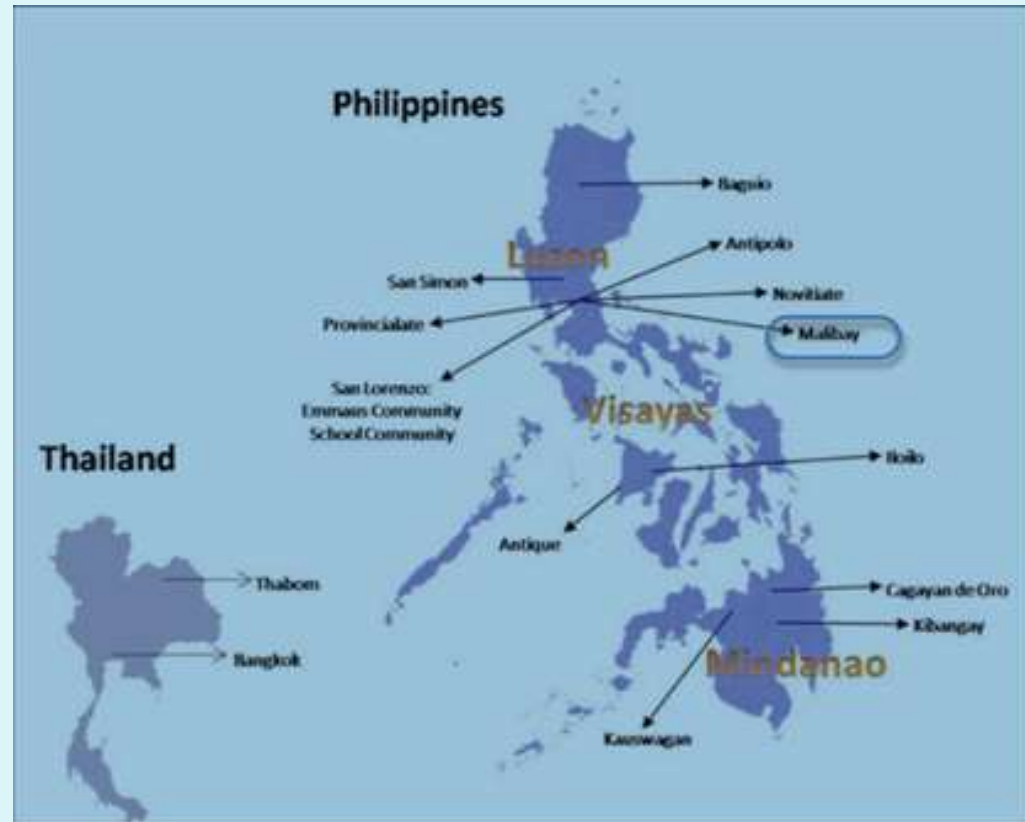 Philippines
Baguio
Luzon
Antipolo
San Simon
Novitiate
Provincialate
Malibay
San Lorenzo:
Emmaus Community
School Community
Visayas
Thailand
Iloilo
Antique
Thabom
Cagayan de Oro
Kibangay
Bangkok
Mindanao
Kauswagan